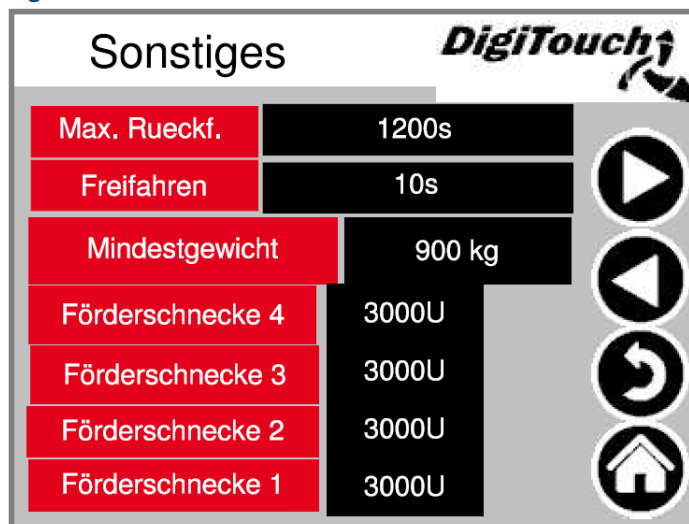 Sonstiges
DigiTouch
Max. Rueckf. 1200s
Freifahren 10s
Mindestgewicht 900 kg
Förderschnecke 4 3000U
Förderschnecke 3 3000U
Förderschnecke 2 3000U
Förderschnecke 1 3000U